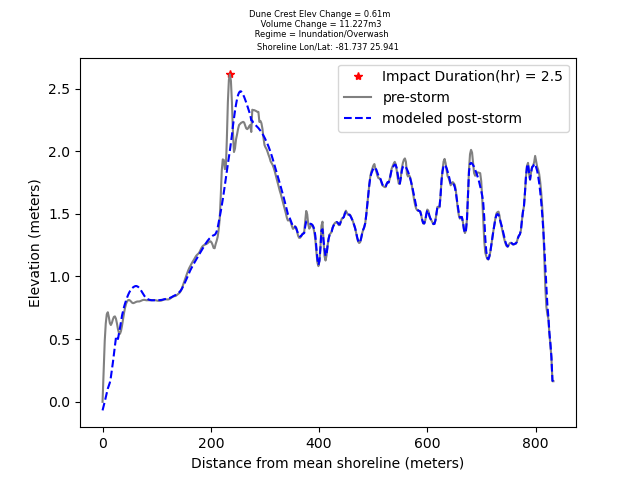 Dune Crest Elev Change = 0.61m
Volume Change = 11.227m3
Regime = Inundation/Overwash
Shoreline Lon/Lat: -81.737 25.941
Impact Duration(hr) = 2.5
pre-storm
modeled post-storm
Elevation (meters)
2.5
2.0
1.5
1.0
0.5
0.0
0 200 400 600 800
Distance from mean shoreline (meters)